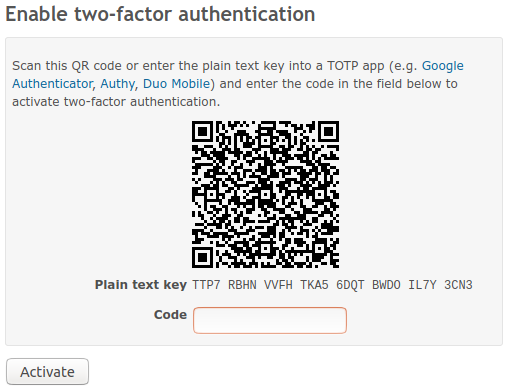 Enable two-factor authentication
Scan this QR code or enter the plain text key into a TOTP app (e.g. Google
Authenticator, Authy, Duo Mobile) and enter the code in the field below to
activate two-factor authentication.
Plain text key TTP7 RBHN VVFH TKA5 6DQT BWDO IL7Y 3CN3
Code
Activate